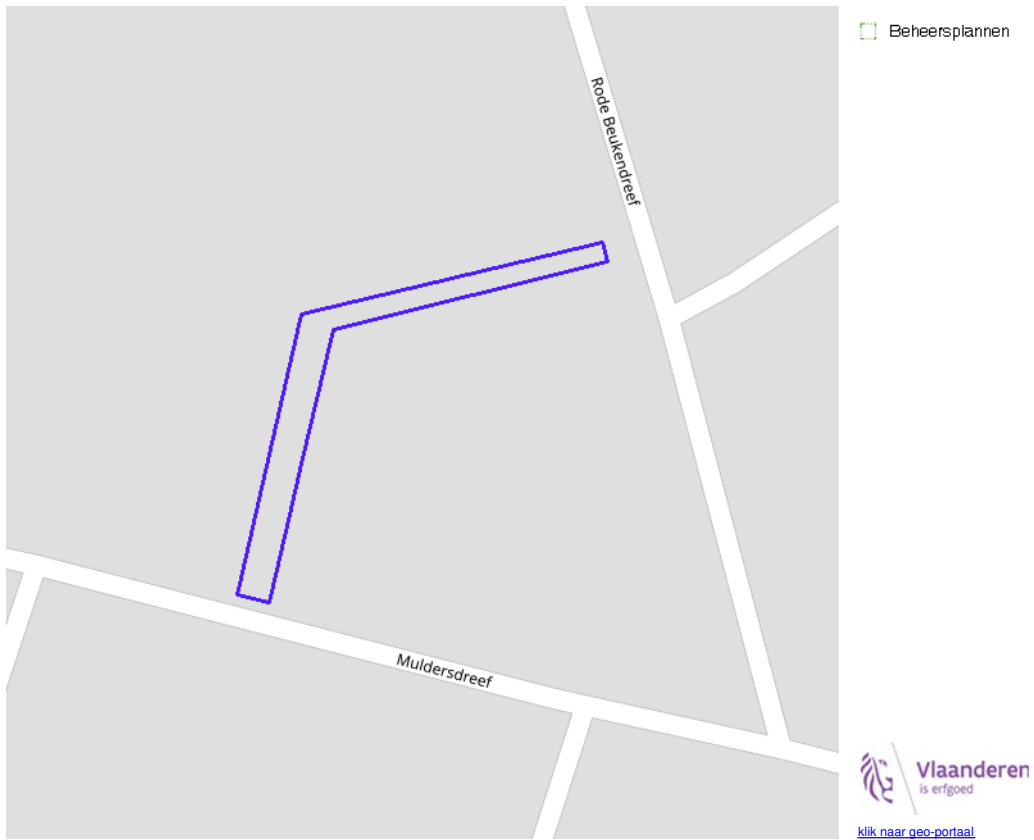 Beheersplannen
Rode Beukendreef
Muldersdreef
Vlaanderen
is erfgoed
klik naar geo-portaal